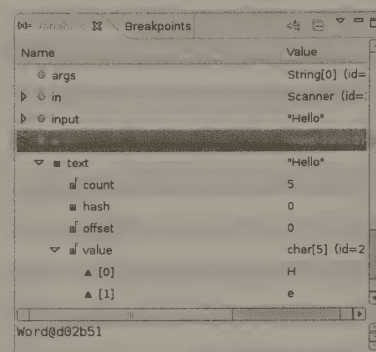 (x)= Variables Breakpoints
Name Value
args String[0] (id=
in Scanner (id=
input "Hello"
text "Hello"
count 5
hash 0
offset 0
value char[5] (id=2
[0] H
[1] e
Word@d02b51